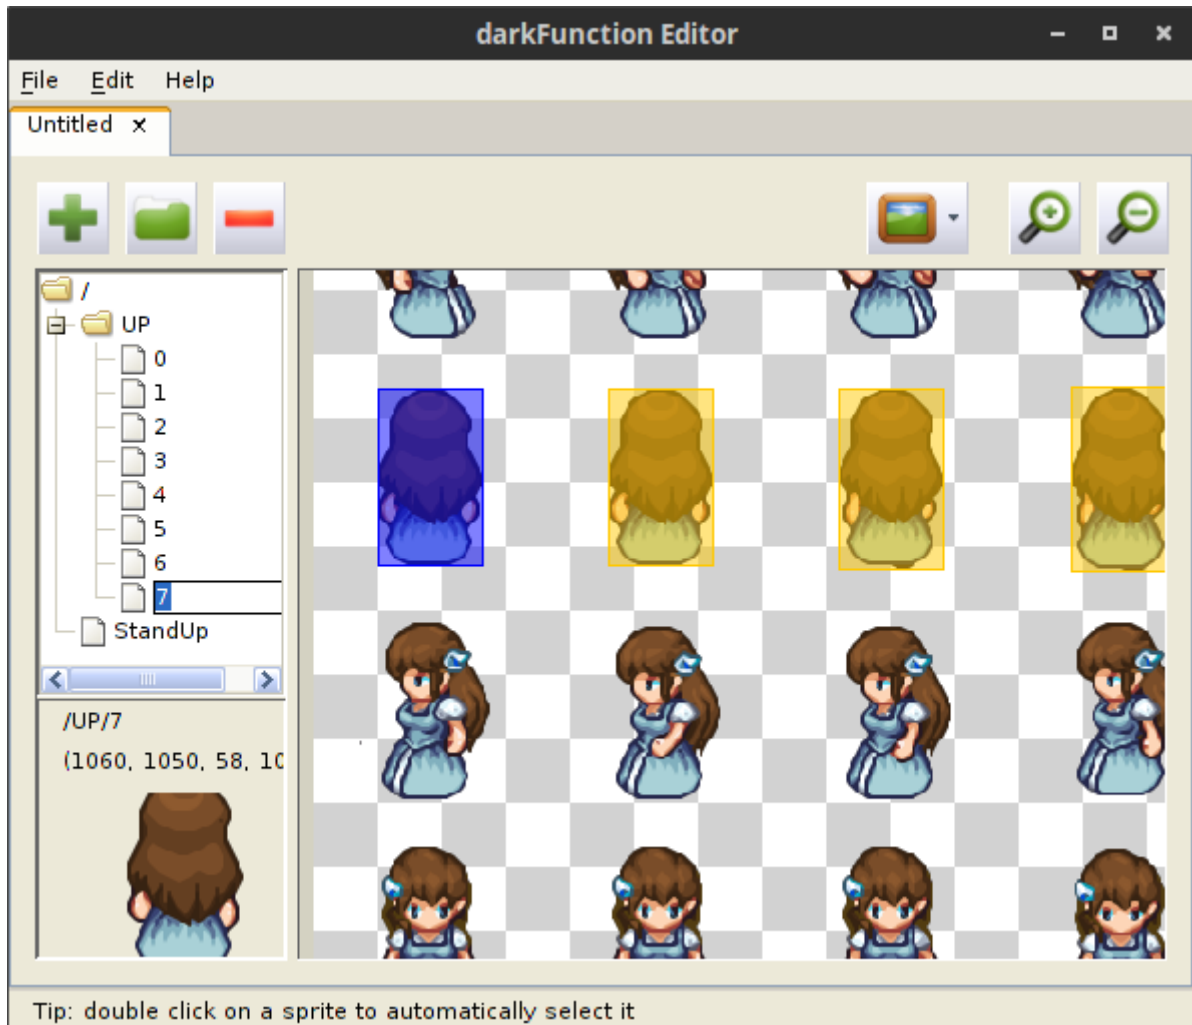 darkFunction Editor
File Edit Help
Untitled x
/
UP
0
1
2
3
4
5
6
7
StandUp
/UP/7
(1060, 1050, 58, 10
Tip: double click on a sprite to automatically select it